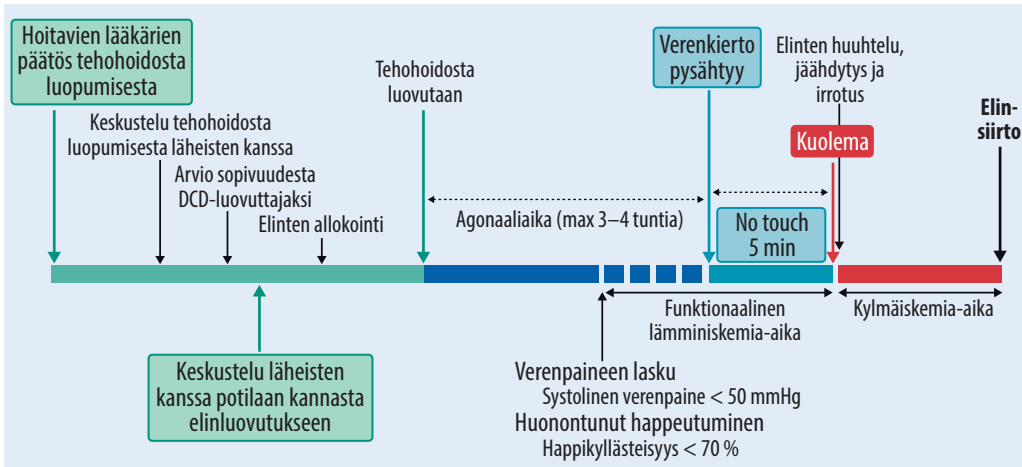 Hoitavien lääkärien
päätös tehohoidosta
luopumisesta
Keskustelu tehohoidosta
luopumisesta läheisten kanssa
Arvio sopivuudesta
DCD-luovuttajaksi
Elinten allokointi
Keskustelu läheisten
kanssa potilaan kannasta
elinluovutukseen
Tehohoidosta
luovutaan
Agonaaliaika (max 3–4 tuntia)
Verenkierto
pysähtyy
No touch
5 min
Elinten huuhtelu,
jäähdytys ja
irrotus
Kuolema
Elin-
siirto
Funktionaalinen
lämminiskemia-aika
Kylmäiskemia-aika
Verenpaineen lasku
Systolinen verenpaine < 50 mmHg
Huonontunut happeutuminen
Happikyllästeisyys < 70 %